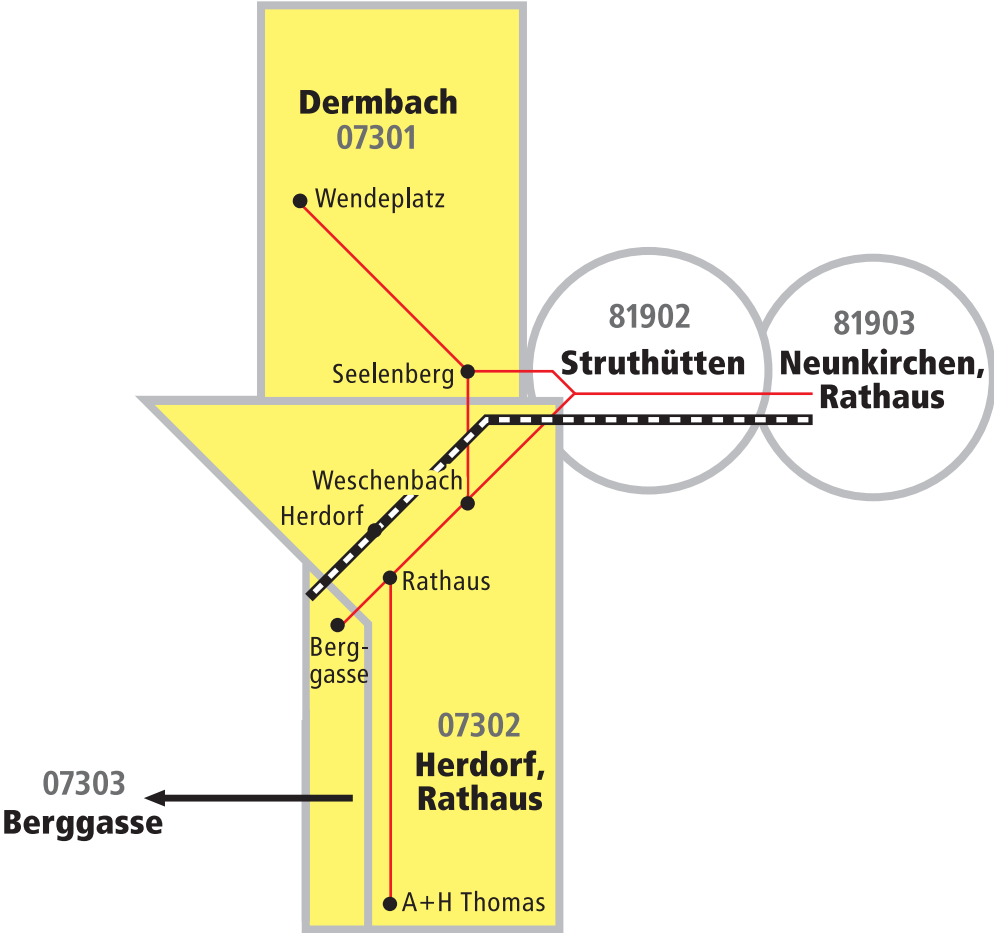 Dermbach
07301
Wendeplatz
81902
Struthütten
81903
Neunkirchen,
Rathaus
Seelenberg
Weschenbach
Herdorf
Rathaus
Berg-
gasse
07302
Herdorf,
Rathaus
07303
Berggasse
A+H Thomas